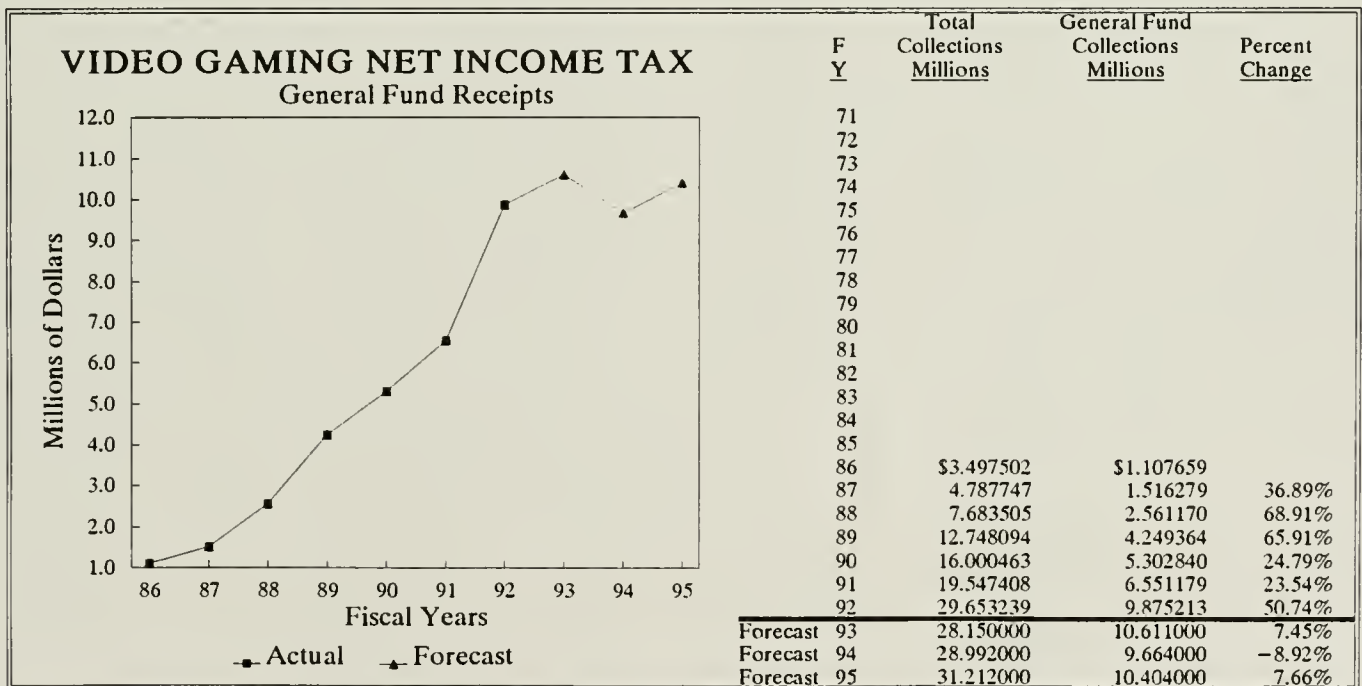 VIDEO GAMING NET INCOME TAX
General Fund Receipts
Millions of Dollars
12.0
11.0
10.0
9.0
8.0
7.0
6.0
5.0
4.0
3.0
2.0
1.0
86 87 88 89 90 91 92 93 94 95
Fiscal Years
Actual Forecast
Total General Fund
F Collections Collections Percent
Y Millions Millions Change
71
72
73
74
75
76
77
78
79
80
81
82
83
84
85
86 $3.497502 $1.107659
87 4.787747 1.516279 36.89%
88 7.683505 2.561170 68.91%
89 12.748094 4.249364 65.91%
90 16.000463 5.302840 24.79%
91 19.547408 6.551179 23.54%
92 29.653239 9.875213 50.74%
Forecast 93 28.150000 10.611000 7.45%
Forecast 94 28.992000 9.664000 −8.92%
Forecast 95 31.212000 10.404000 7.66%